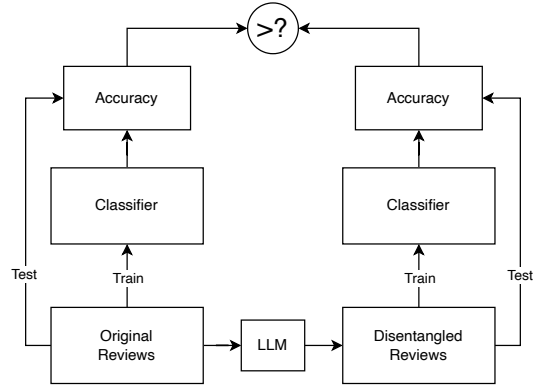 >?
Accuracy
Accuracy
Classifier
Classifier
Test
Train
Train
Test
Original
Reviews
LLM
Disentangled
Reviews